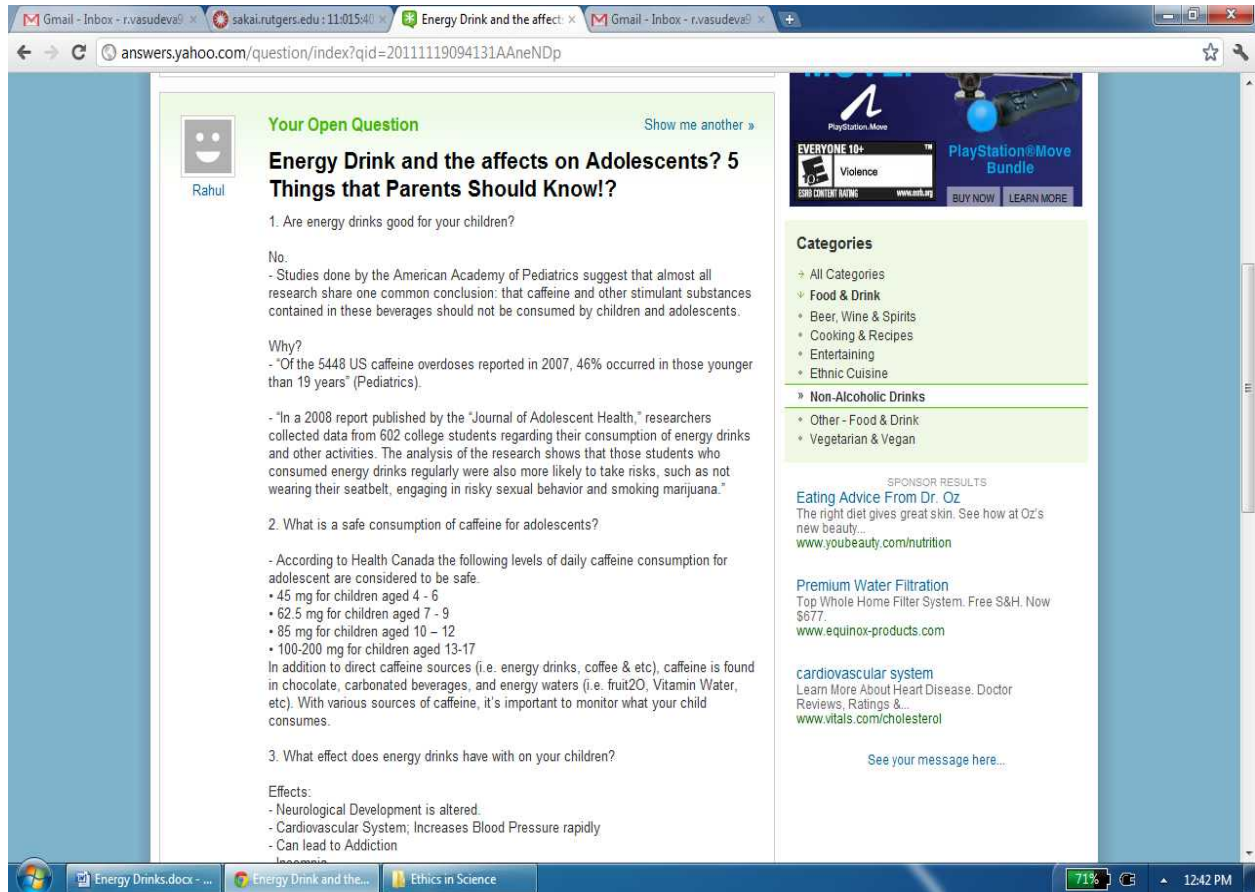 Gmail - Inbox - r.vasudeva9
sakai.rutgers.edu : 11:015:40
Energy Drink and the affect
Gmail - Inbox - r.vasudeva9
answers.yahoo.com/question/index?qid=20111119094131AAneNDp
Rahul
Your Open Question
Show me another »
Energy Drink and the affects on Adolescents? 5
Things that Parents Should Know!?
1. Are energy drinks good for your children?
No.
- Studies done by the American Academy of Pediatrics suggest that almost all
research share one common conclusion: that caffeine and other stimulant substances
contained in these beverages should not be consumed by children and adolescents.
Why?
- "Of the 5448 US caffeine overdoses reported in 2007, 46% occurred in those younger
than 19 years" (Pediatrics).
- "In a 2008 report published by the "Journal of Adolescent Health," researchers
collected data from 602 college students regarding their consumption of energy drinks
and other activities. The analysis of the research shows that those students who
consumed energy drinks regularly were also more likely to take risks, such as not
wearing their seatbelt, engaging in risky sexual behavior and smoking marijuana."
2. What is a safe consumption of caffeine for adolescents?
- According to Health Canada the following levels of daily caffeine consumption for
adolescent are considered to be safe.
• 45 mg for children aged 4 - 6
• 62.5 mg for children aged 7 - 9
• 85 mg for children aged 10 – 12
• 100-200 mg for children aged 13-17
In addition to direct caffeine sources (i.e. energy drinks, coffee & etc), caffeine is found
in chocolate, carbonated beverages, and energy waters (i.e. fruit2O, Vitamin Water,
etc). With various sources of caffeine, it's important to monitor what your child
consumes.
3. What effect does energy drinks have with on your children?
Effects:
- Neurological Development is altered.
- Cardiovascular System; Increases Blood Pressure rapidly
- Can lead to Addiction
- Insomnia
PlayStation.Move
EVERYONE 10+
Violence
ESRB CONTENT RATING www.esrb.org
PlayStation®Move
Bundle
BUY NOW
LEARN MORE
Categories
All Categories
Food & Drink
Beer, Wine & Spirits
Cooking & Recipes
Entertaining
Ethnic Cuisine
» Non-Alcoholic Drinks
Other - Food & Drink
Vegetarian & Vegan
SPONSOR RESULTS
Eating Advice From Dr. Oz
The right diet gives great skin. See how at Oz's
new beauty...
www.youbeauty.com/nutrition
Premium Water Filtration
Top Whole Home Filter System. Free S&H. Now
$677.
www.equinox-products.com
cardiovascular system
Learn More About Heart Disease. Doctor
Reviews, Ratings &...
www.vitals.com/cholesterol
See your message here...
Energy Drinks.docx - ...
Energy Drink and the...
Ethics in Science
71%
12:42 PM